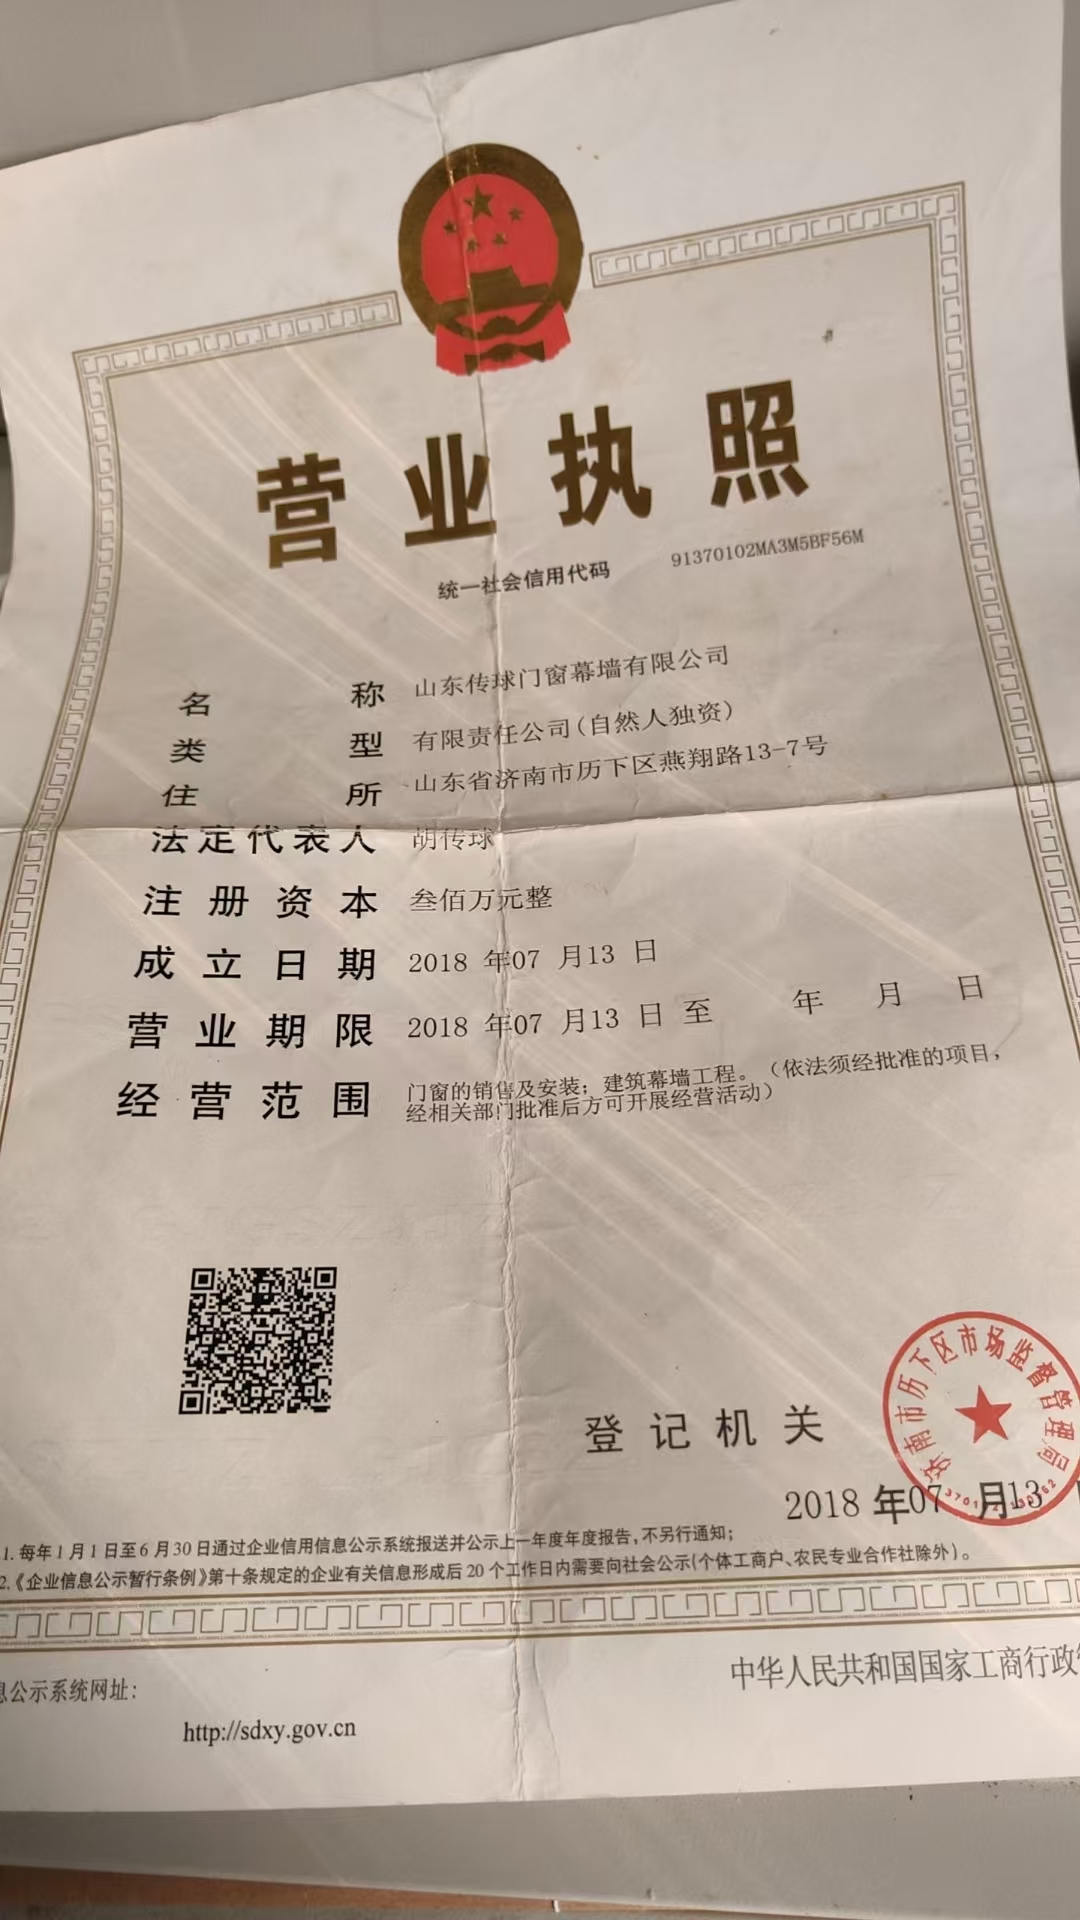 营业执照
统一社会信用代码 91370102MA3M5BF56M
名称 山东传球门窗幕墙有限公司
类型 有限责任公司(自然人独资)
住所 山东省济南市历下区燕翔路13-7号
法定代表人 胡传球
注册资本 叁佰万元整
成立日期 2018 年07 月13 日
营业期限 2018 年07 月13 日 至 年 月 日
经营范围 门窗的销售及安装；建筑幕墙工程。（依法须经批准的项目，
经相关部门批准后方可开展经营活动）
登记机关
济南市历下区市场监督管理局
2018 年07 月13
1. 每年1月1日至6月30日通过企业信用信息公示系统报送并公示上一年度年度报告，不另行通知；
2.《企业信息公示暂行条例》第十条规定的企业有关信息形成后20个工作日内需要向社会公示(个体工商户、农民专业合作社除外)。
息公示系统网址：
http://sdxy.gov.cn
中华人民共和国国家工商行政